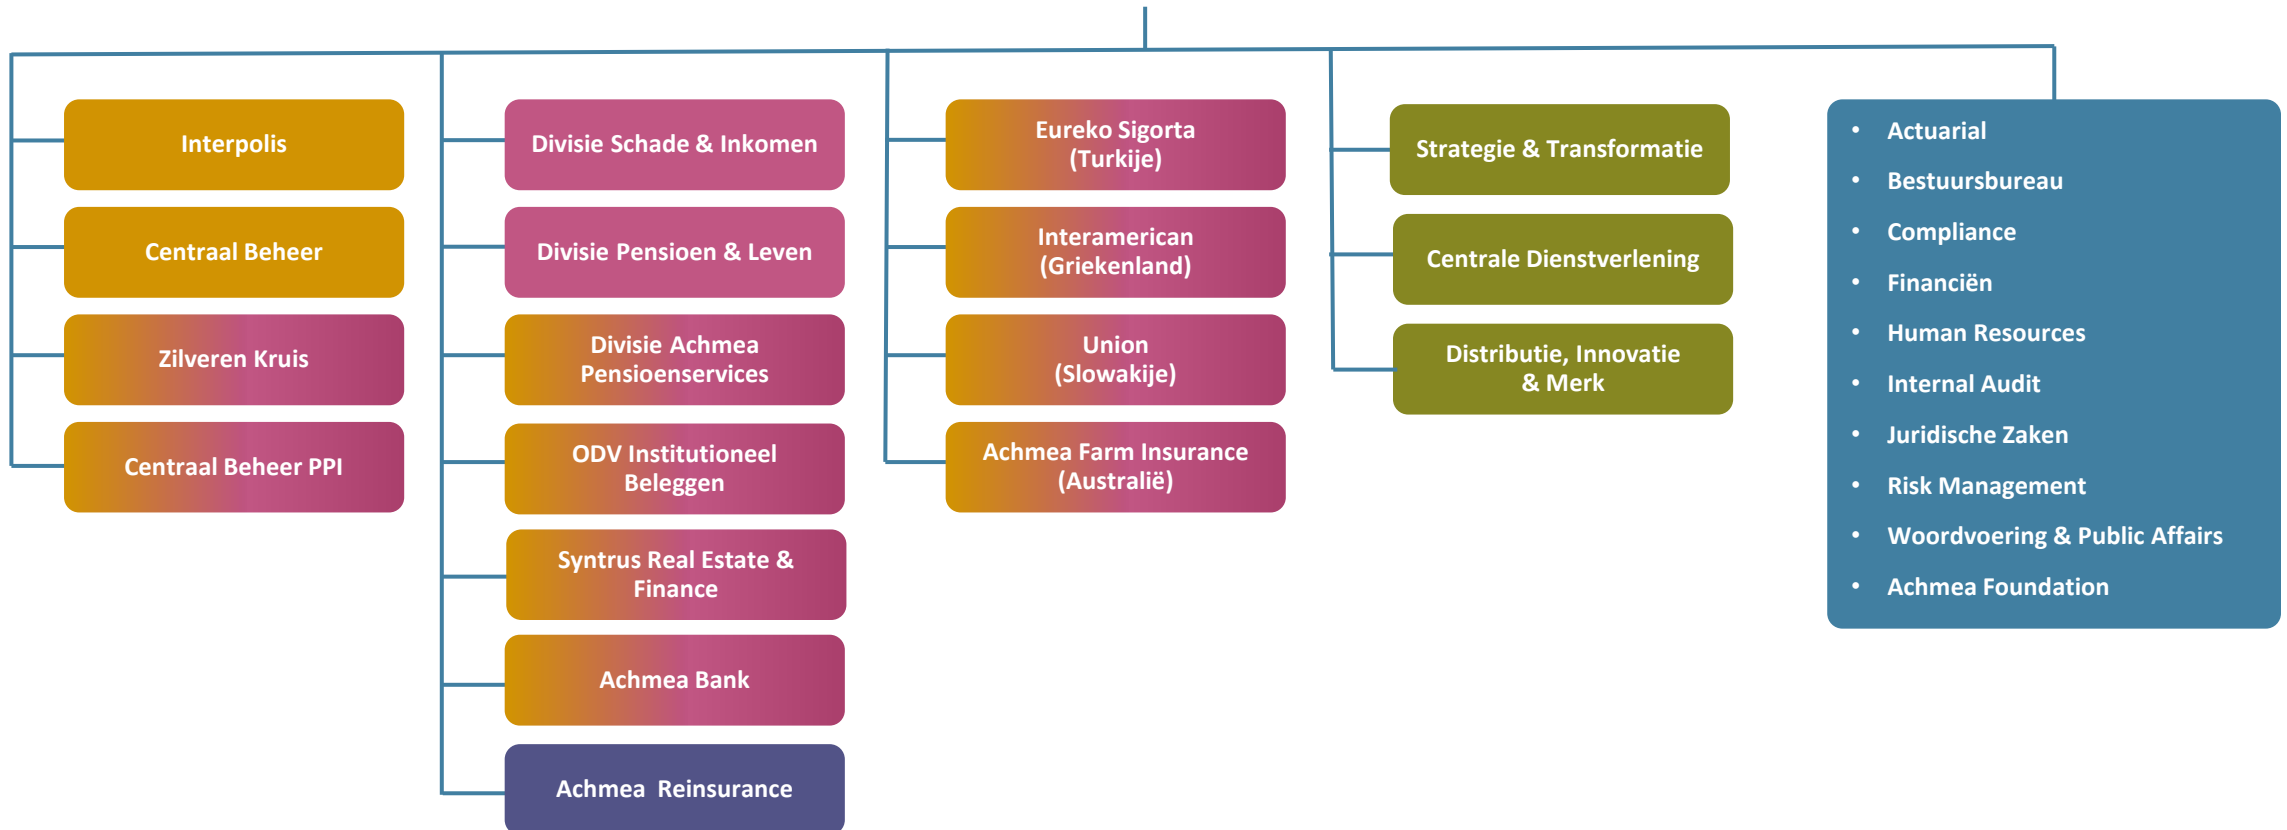 Interpolis
Centraal Beheer
Zilveren Kruis
Centraal Beheer PPI
Divisie Schade & Inkomen
Divisie Pensioen & Leven
Divisie Achmea
Pensioenservices
ODV Institutioneel
Beleggen
Syntrus Real Estate &
Finance
Achmea Bank
Achmea  Reinsurance
Eureko Sigorta
(Turkije)
Interamerican
(Griekenland)
Union
(Slowakije)
Achmea Farm Insurance
(Australië)
Strategie & Transformatie
Centrale Dienstverlening
Distributie, Innovatie
& Merk
• Actuarial
• Bestuursbureau
• Compliance
• Financiën
• Human Resources
• Internal Audit
• Juridische Zaken
• Risk Management
• Woordvoering & Public Affairs
• Achmea Foundation